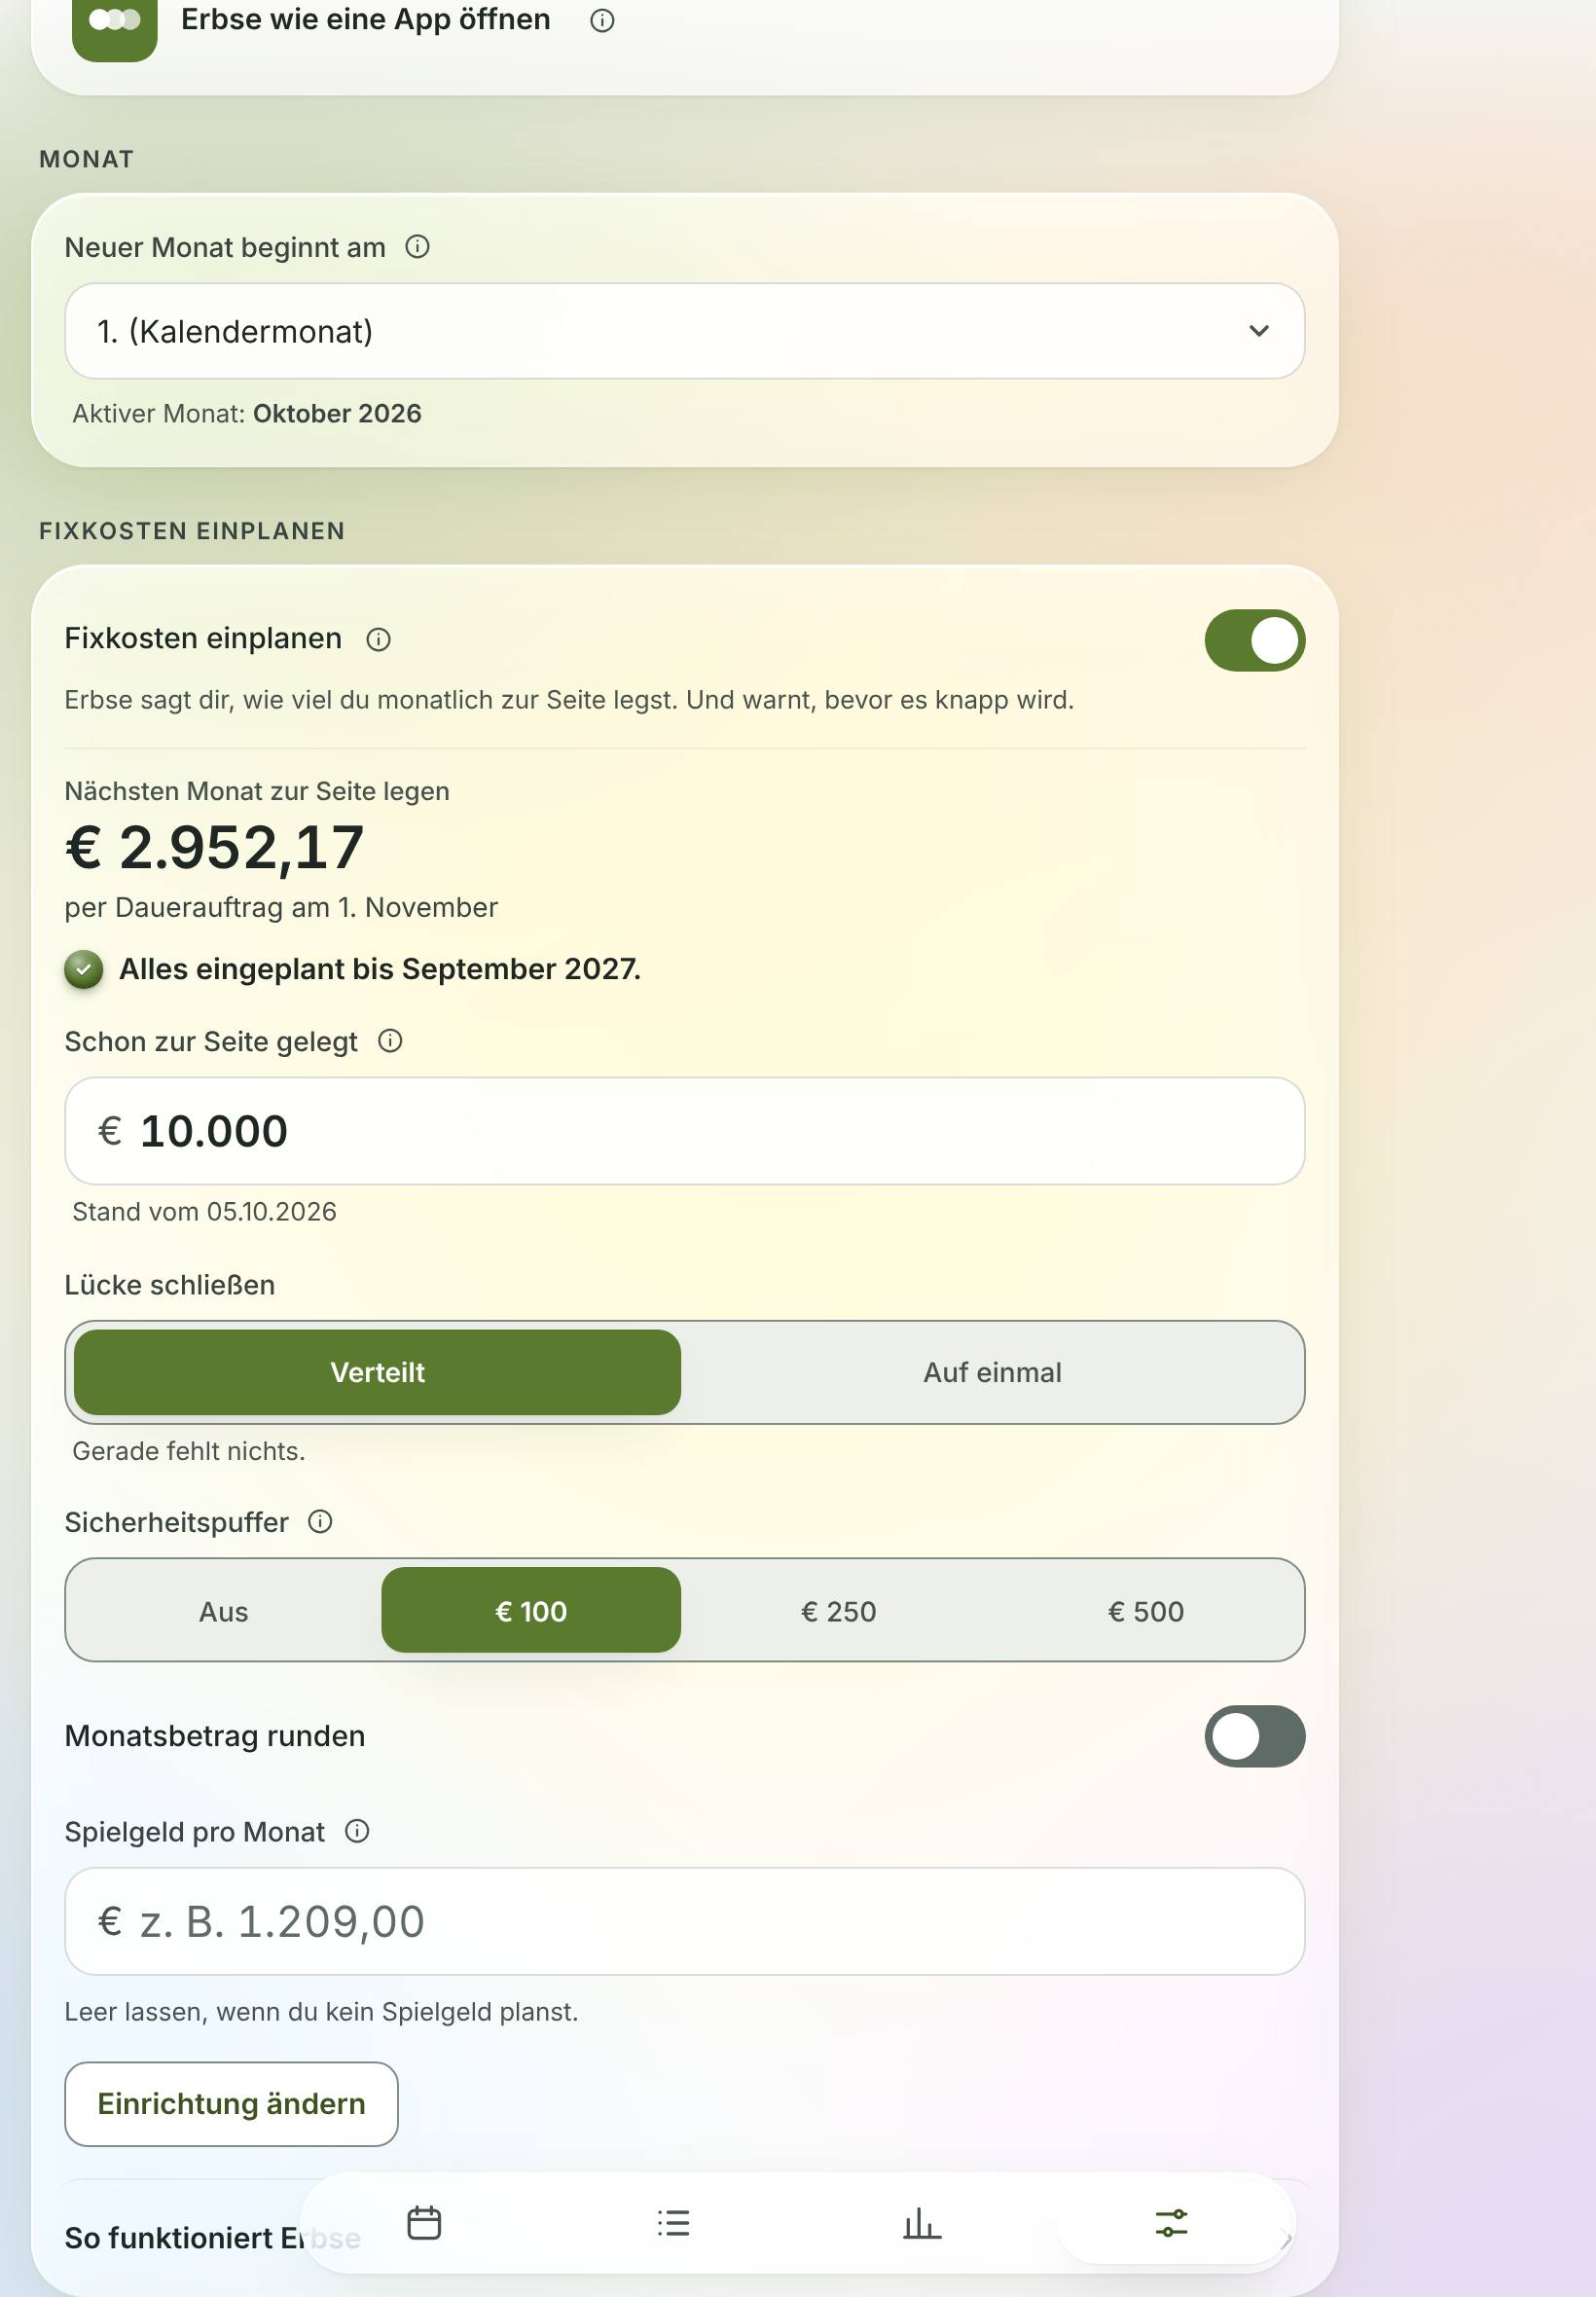 Erbse wie eine App öffnen
MONAT
Neuer Monat beginnt am
1. (Kalendermonat)
Aktiver Monat: Oktober 2026
FIXKOSTEN EINPLANEN
Fixkosten einplanen
Erbse sagt dir, wie viel du monatlich zur Seite legst. Und warnt, bevor es knapp wird.
Nächsten Monat zur Seite legen
€ 2.952,17
per Dauerauftrag am 1. November
Alles eingeplant bis September 2027.
Schon zur Seite gelegt
€ 10.000
Stand vom 05.10.2026
Lücke schließen
Verteilt Auf einmal
Gerade fehlt nichts.
Sicherheitspuffer
Aus € 100 € 250 € 500
Monatsbetrag runden
Spielgeld pro Monat
€ z. B. 1.209,00
Leer lassen, wenn du kein Spielgeld planst.
Einrichtung ändern
So funktioniert Erbse